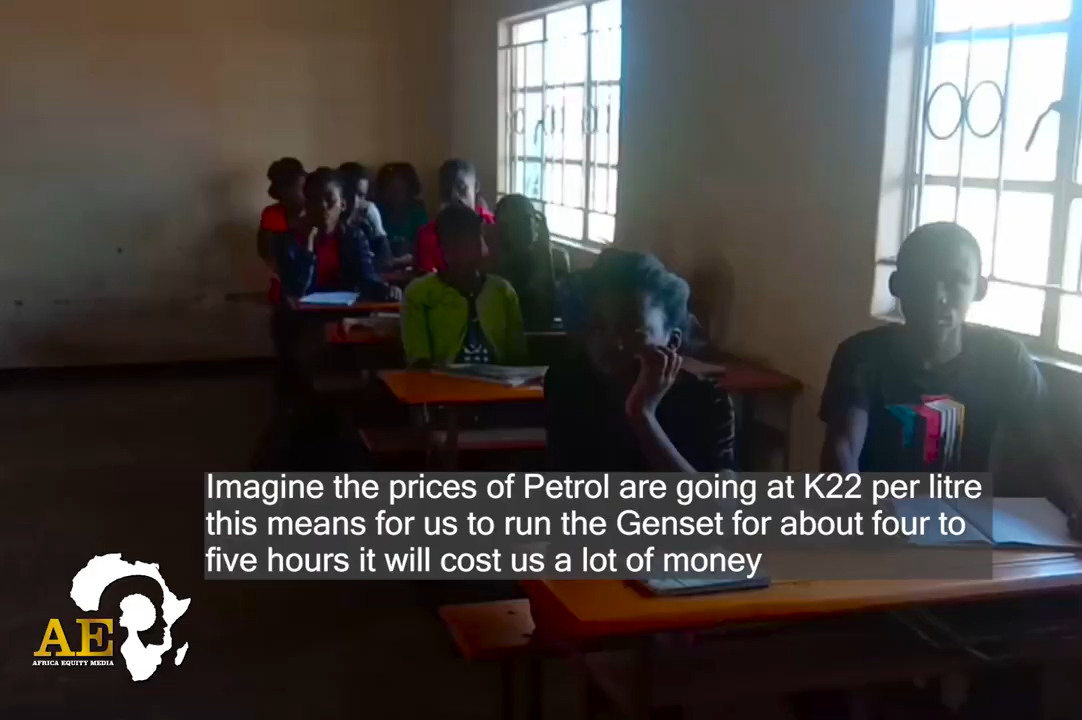 Imagine the prices of Petrol are going at K22 per litre
this means for us to run the Genset for about four to
five hours it will cost us a lot of money
AE
AFRICA EQUITY MEDIA